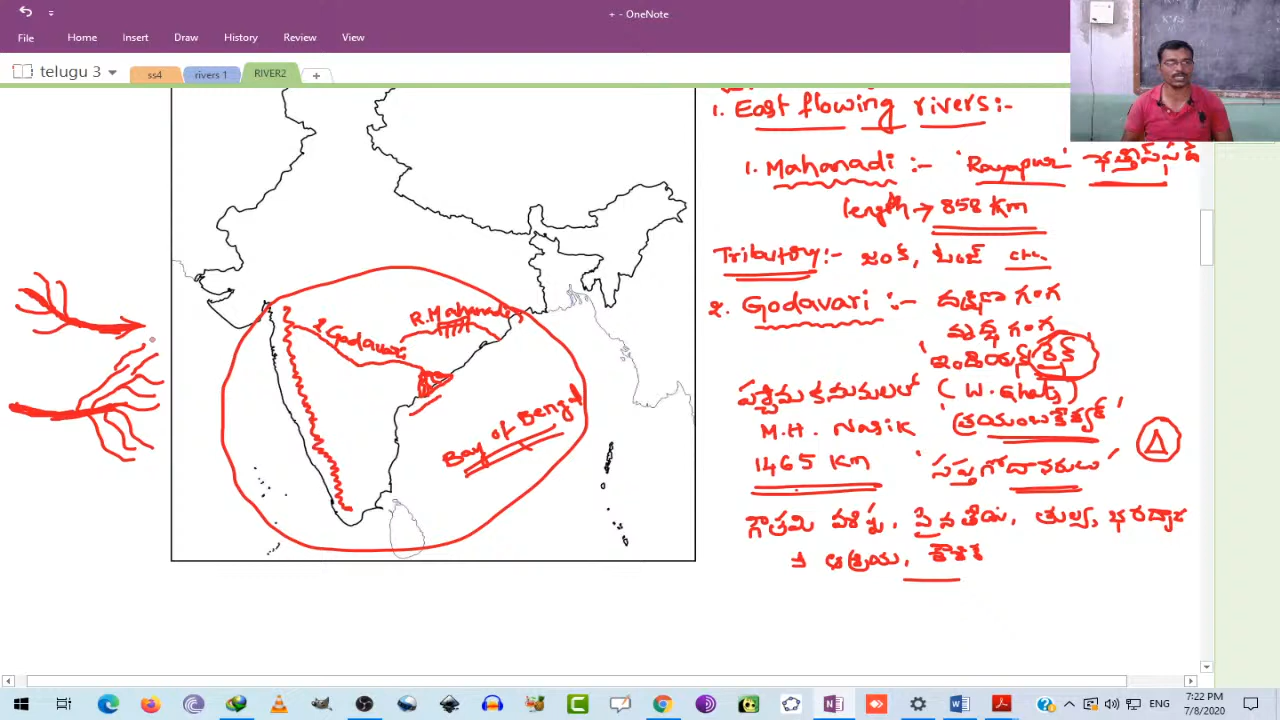 + - OneNote
File Home Insert Draw History Review View
telugu 3 ss4 rivers 1 RIVER2
1. East flowing rivers :-
1. Mahanadi :- 'Rayapur'
length → 858 Km
Tributory :- జంక్, టేల్ etc.
2. Godavari :- దక్షిణ గంగ
వృద్ధ గంగ
'ఇండియన్ రైన్
పశ్చిమ కనుమలలో (W. Ghats)
M.H. Nasik 'త్రయంబకేశ్వర్'
1465 Km 'సప్త గోదావరులు' Δ
గౌతమి వశిష్ఠ, వైనతేయ, తుల్య, భరద్వాజ
ఆత్రేయ, కౌశిక
R. Mahanadi
R. Godavari
Bay of Bengal
ENG 7:22 PM
7/8/2020